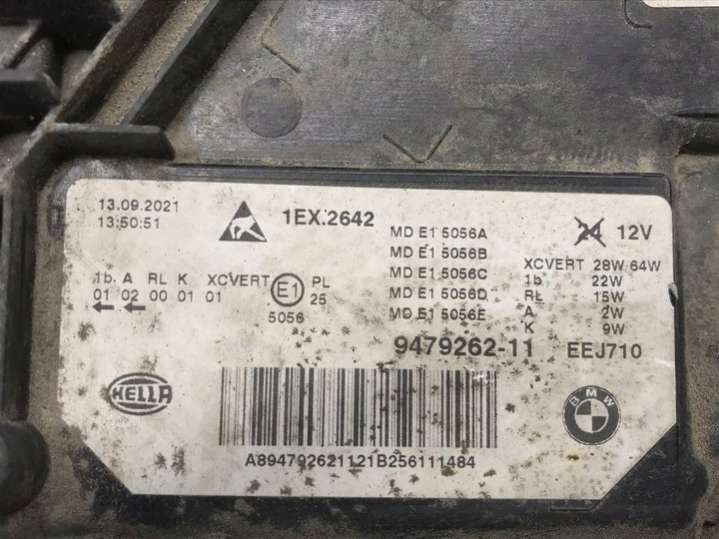 13.09.2021
13:50:51
1EX.2642
MD E1 5056A
MD E1 5056B
MD E1 5056C
MD E1 5056D
MD E1 5056E
24 12V
XCVERT 28W/64W
1b 22W
RL 15W
A 2W
K 9W
1b A RL K XCVERT
01 02 00 01 01
E1
PL
25
5056
9479262-11 EEJ710
HELLA
BMW
A89479262112​1B256111484